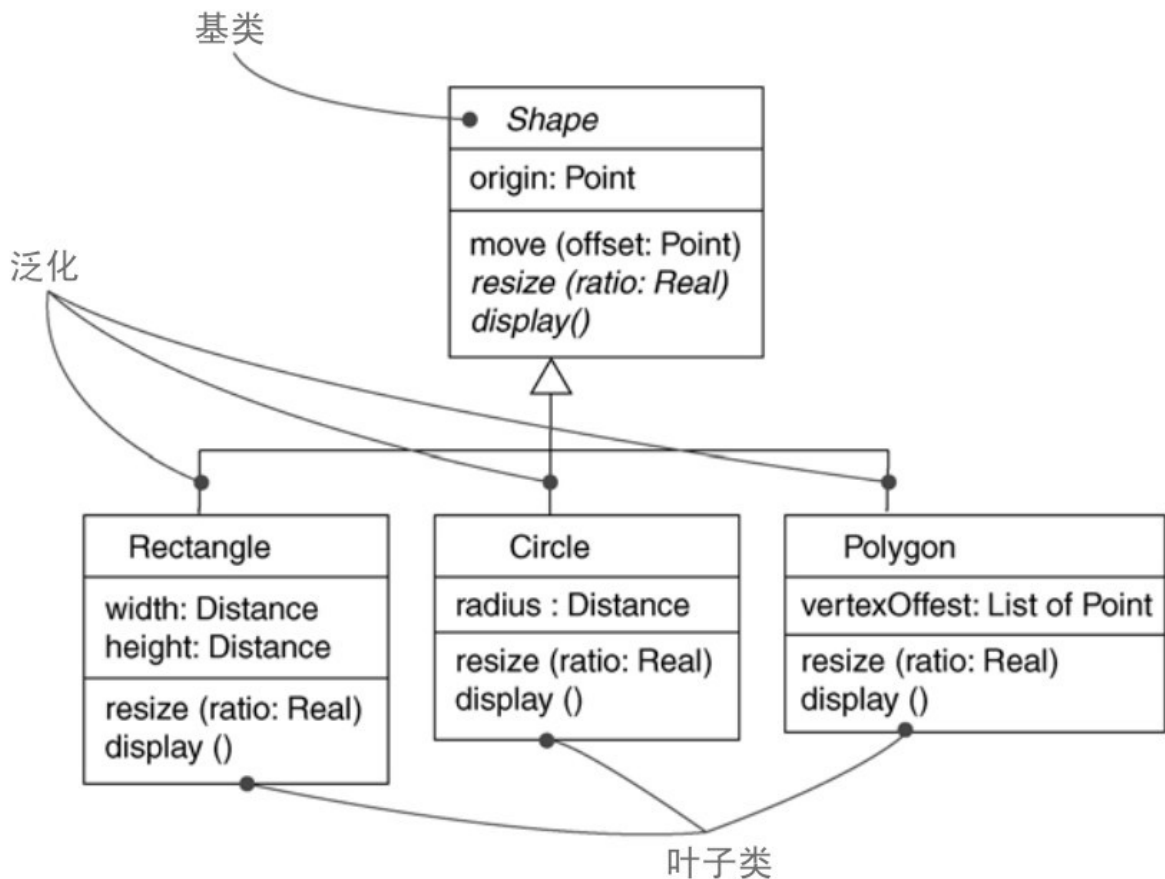 基类
Shape
origin: Point
move (offset: Point)
resize (ratio: Real)
display()
泛化
Rectangle
width: Distance
height: Distance
resize (ratio: Real)
display ()
Circle
radius : Distance
resize (ratio: Real)
display ()
Polygon
vertexOffest: List of Point
resize (ratio: Real)
display ()
叶子类